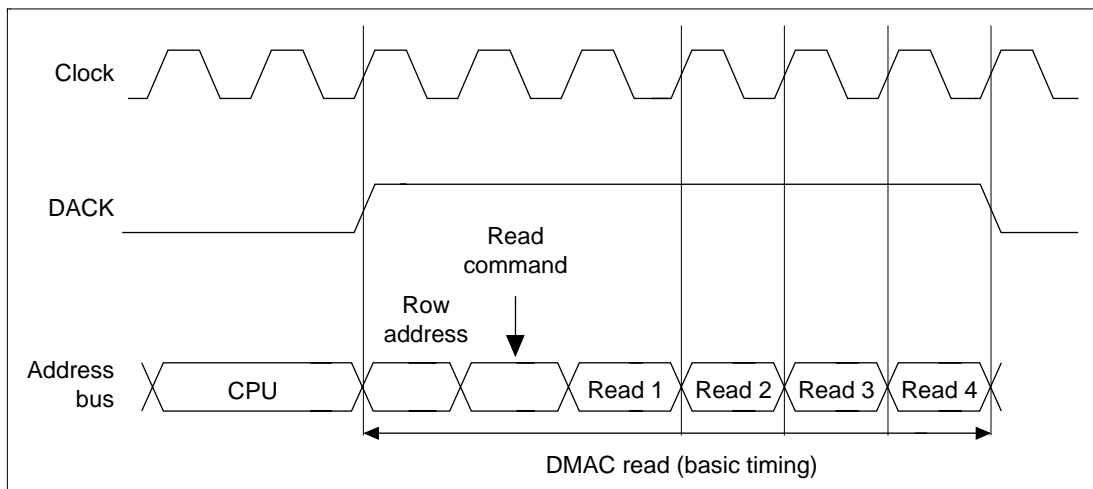 Clock
DACK
Read
command
Row
address
Address
bus
CPU
Read 1
Read 2
Read 3
Read 4
DMAC read (basic timing)